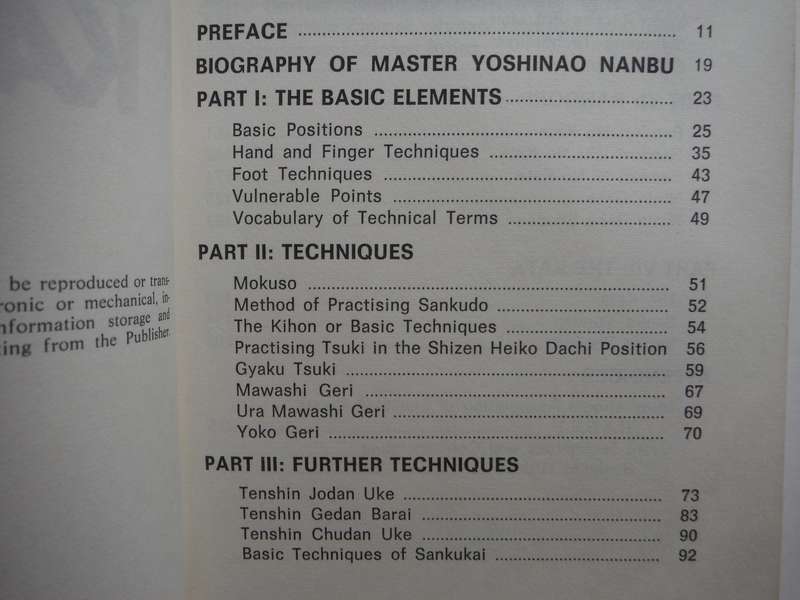 be reproduced or trans-
ronic or mechanical, in-
nformation storage and
ing from the Publisher.
PREFACE 11
BIOGRAPHY OF MASTER YOSHINAO NANBU 19
PART I: THE BASIC ELEMENTS 23
Basic Positions 25
Hand and Finger Techniques 35
Foot Techniques 43
Vulnerable Points 47
Vocabulary of Technical Terms 49
PART II: TECHNIQUES
Mokuso 51
Method of Practising Sankudo 52
The Kihon or Basic Techniques 54
Practising Tsuki in the Shizen Heiko Dachi Position 56
Gyaku Tsuki 59
Mawashi Geri 67
Ura Mawashi Geri 69
Yoko Geri 70
PART III: FURTHER TECHNIQUES
Tenshin Jodan Uke 73
Tenshin Gedan Barai 83
Tenshin Chudan Uke 90
Basic Techniques of Sankukai 92